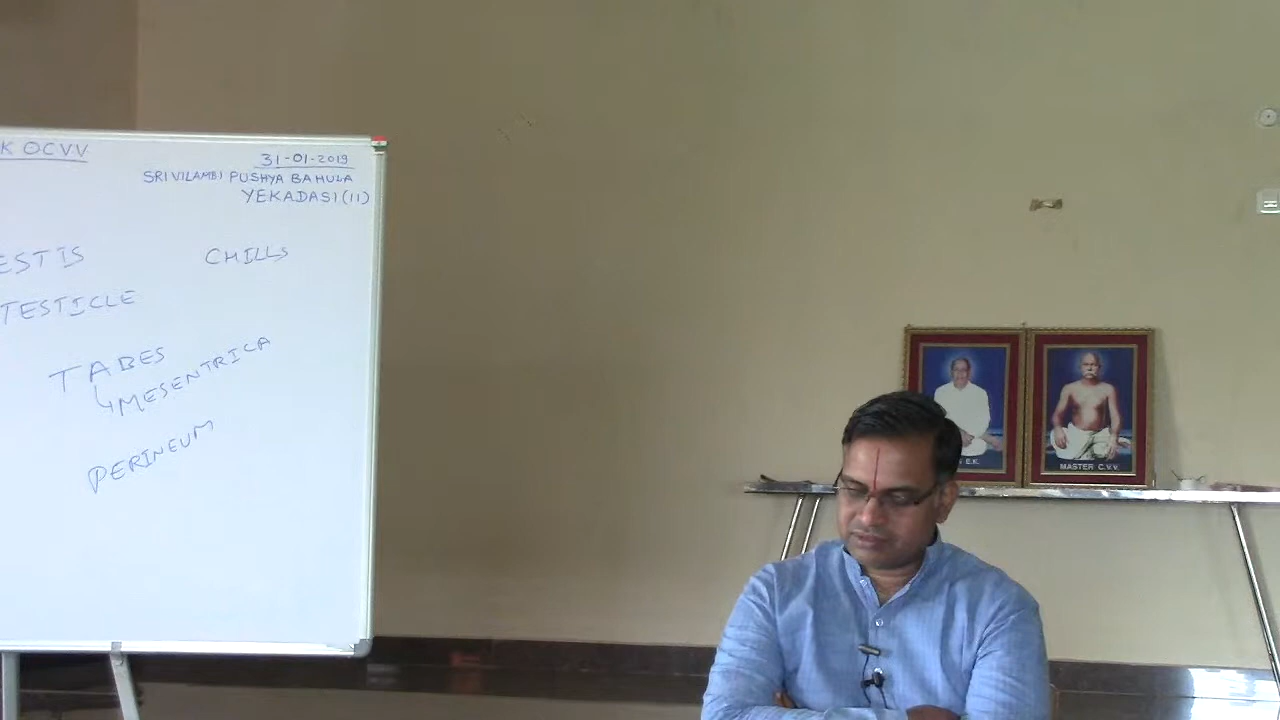 K OCVV
31-01-2019
SRI VILAMBI PUSHYA BAHULA
YEKADASI (11)
ESTIS
CHILLS
TESTICLE
TABES
MESENTRICA
PERINEUM
E.K.
MASTER C.V.V.